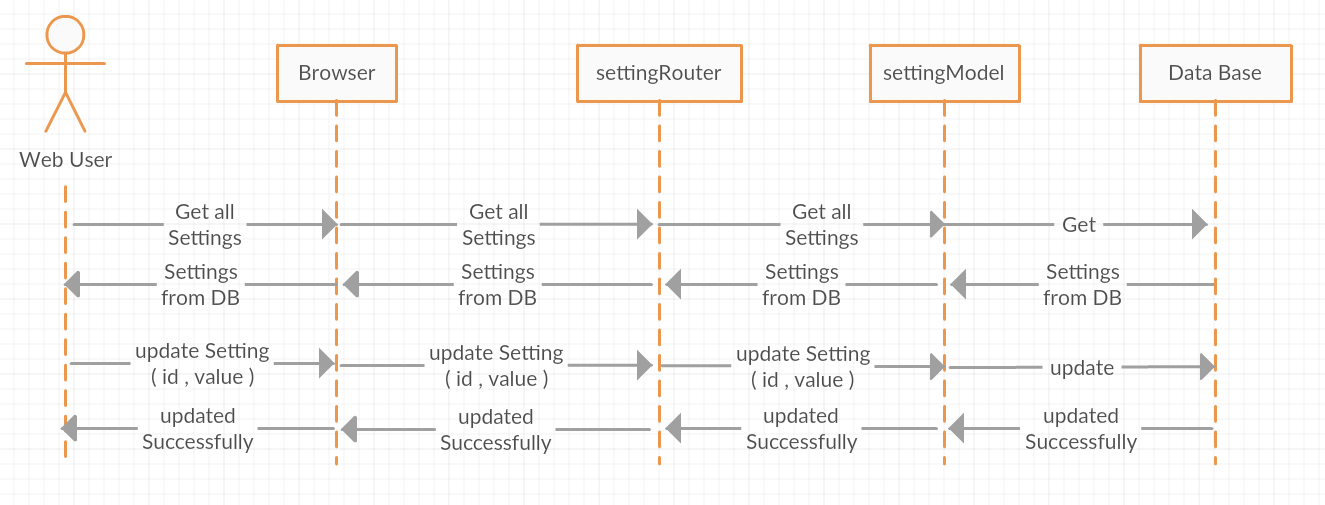 Browser
settingRouter
settingModel
Data Base
Web User
Get all
Settings
Get all
Settings
Get all
Settings
Get
Settings
from DB
Settings
from DB
Settings
from DB
Settings
from DB
update Setting
( id , value )
update Setting
( id , value )
update Setting
( id , value )
update
updated
Successfully
updated
Successfully
updated
Successfully
updated
Successfully